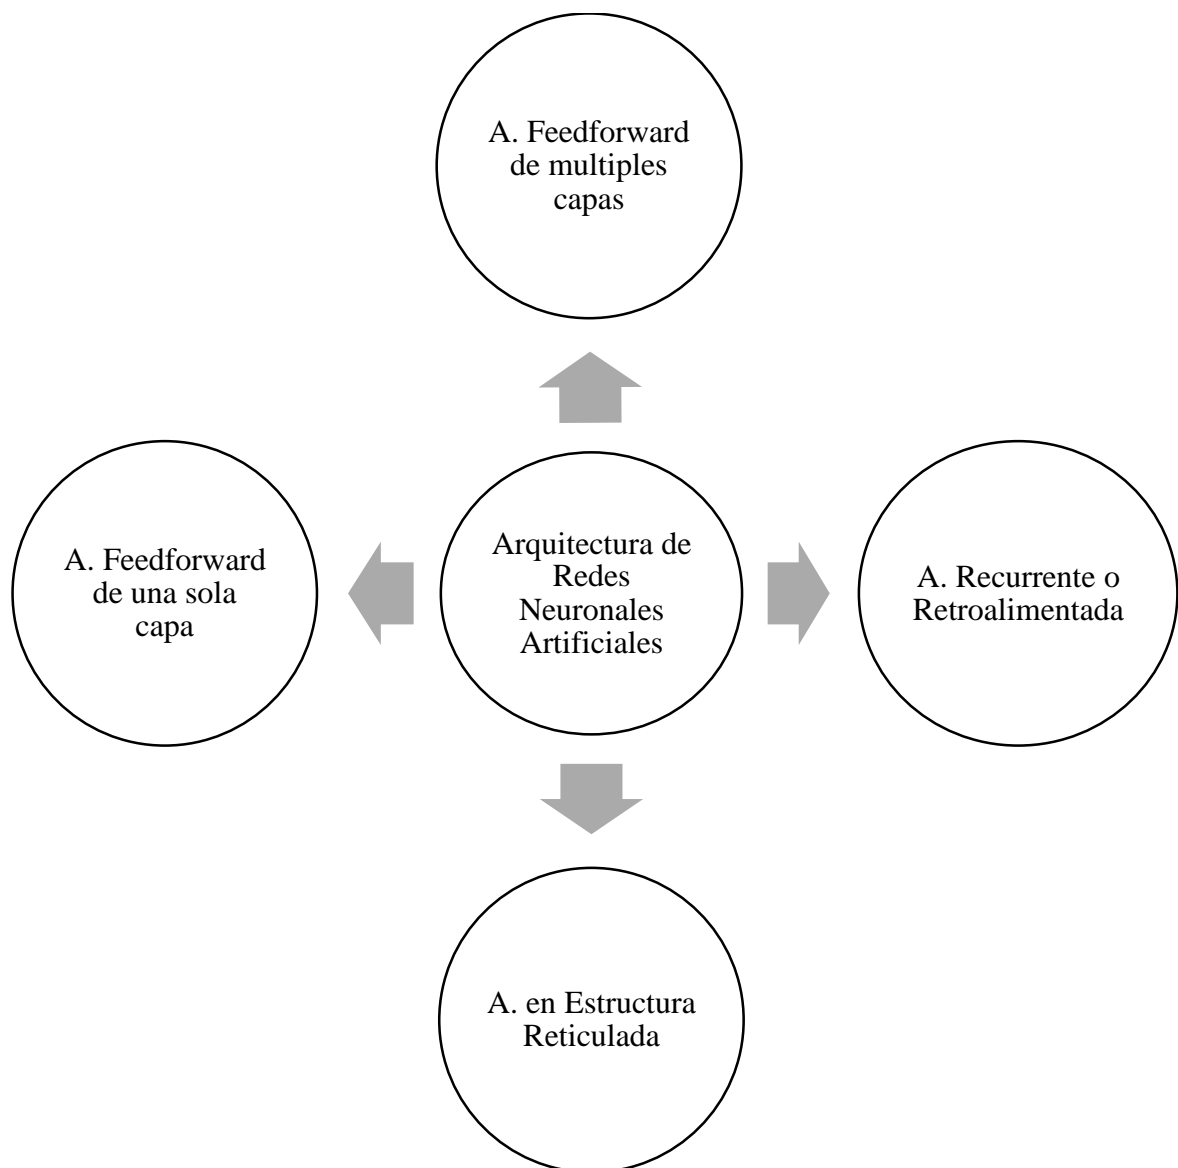 A. Feedforward
de multiples
capas
A. Feedforward
de una sola
capa
Arquitectura de
Redes
Neuronales
Artificiales
A. Recurrente o
Retroalimentada
A. en Estructura
Reticulada